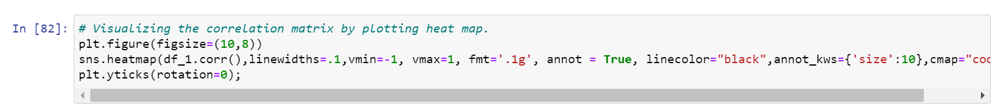 In [82]: # Visualizing the correlation matrix by plotting heat map.
plt.figure(figsize=(10,8))
sns.heatmap(df_1.corr(),linewidths=.1,vmin=-1, vmax=1, fmt='.1g', annot = True, linecolor="black",annot_kws={'size':10},cmap="coo
plt.yticks(rotation=0);